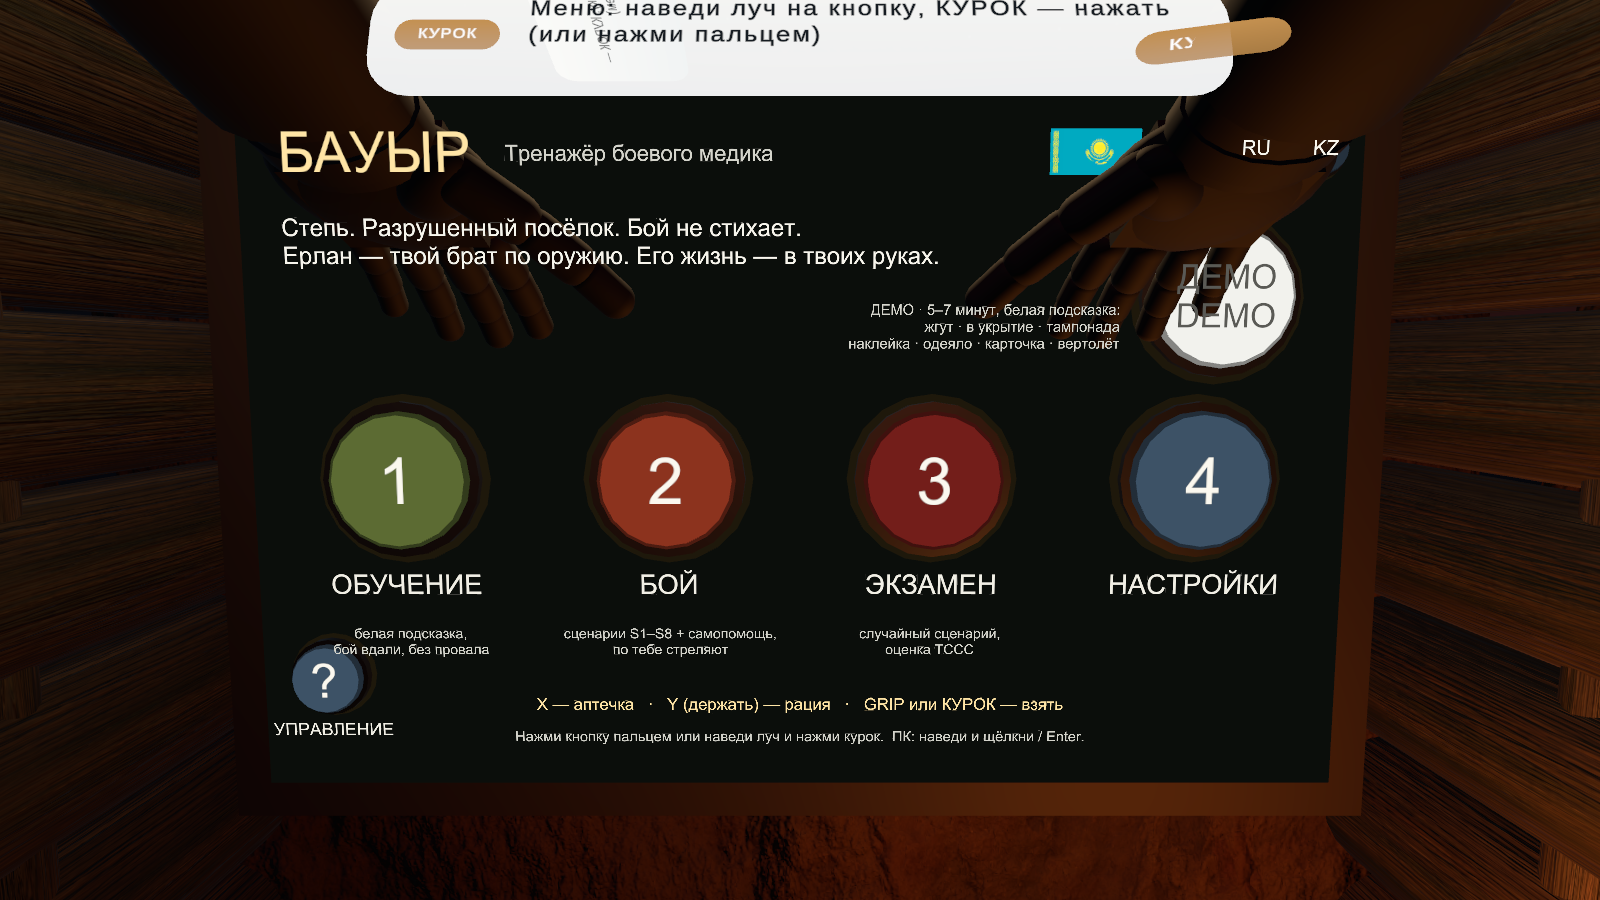 Меню: наведи луч на кнопку, КУРОК — нажать
(или нажми пальцем)
КУРОК
БАУЫР
Тренажёр боевого медика
RU
KZ
Степь. Разрушенный посёлок. Бой не стихает.
Ерлан — твой брат по оружию. Его жизнь — в твоих руках.
ДЕМО
DEMO
ДЕМО · 5–7 минут, белая подсказка:
жгут · в укрытие · тампонада
наклейка · одеяло · карточка · вертолёт
1
2
3
4
ОБУЧЕНИЕ
БОЙ
ЭКЗАМЕН
НАСТРОЙКИ
белая подсказка,
бой вдали, без провала
сценарии S1–S8 + самопомощь,
по тебе стреляют
случайный сценарий,
оценка ТССС
?
УПРАВЛЕНИЕ
X — аптечка · Y (держать) — рация · GRIP или КУРОК — взять
Нажми кнопку пальцем или наведи луч и нажми курок. ПК: наведи и щёлкни / Enter.